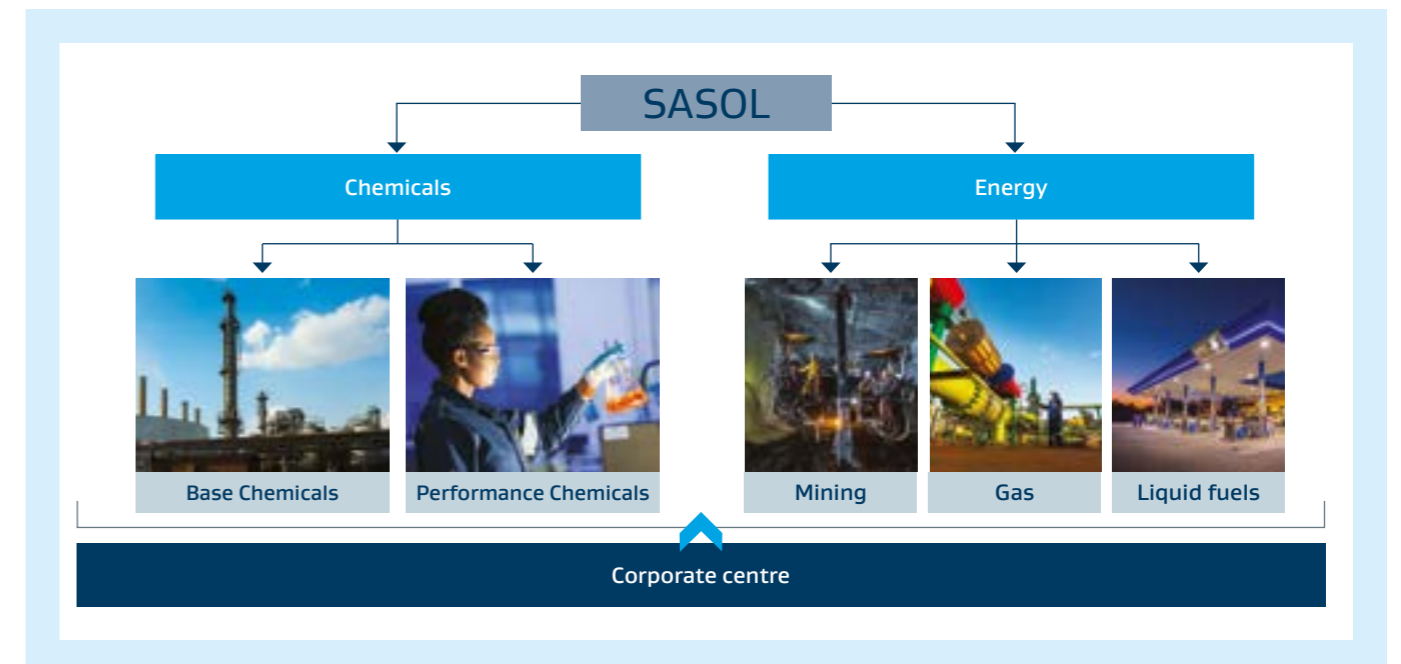 SASOL
Chemicals
Energy
Base Chemicals
Performance Chemicals
Mining
Gas
Liquid fuels
Corporate centre